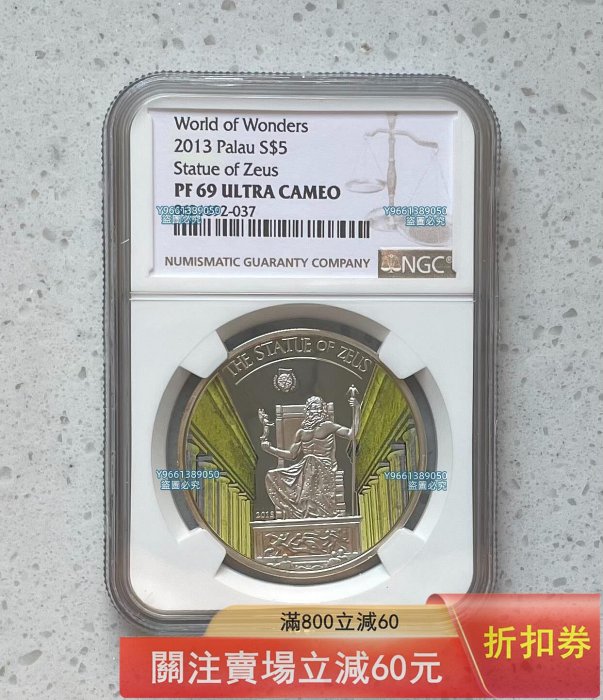 World of Wonders
2013 Palau S$5
Statue of Zeus
PF 69 ULTRA CAMEO
Y9661389050
盜圖必究
2-037
Y9661389050
盜圖必究
NUMISMATIC GUARANTY COMPANY
NGC®
THE STATUE OF ZEUS
Y9661389050
盜圖必究
Y9661389050
盜圖必究
2013
滿800立減60
關注賣場立減60元
折扣券